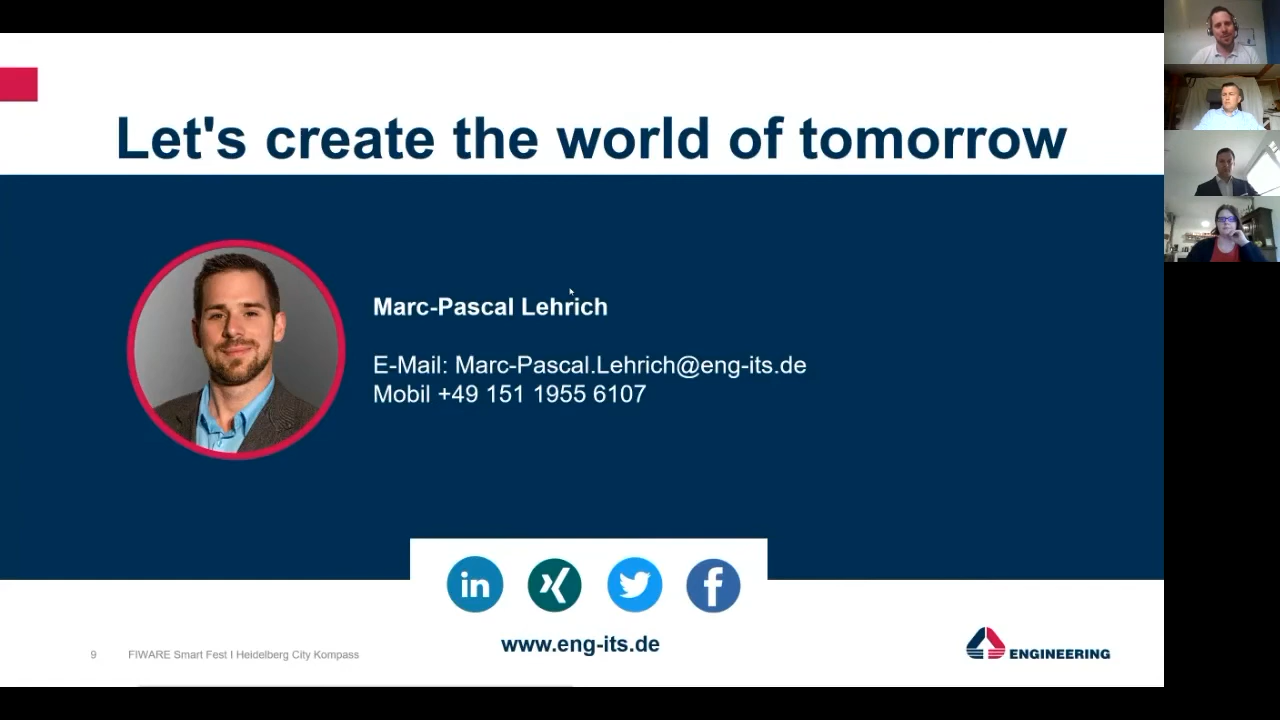 Let's create the world of tomorrow
Marc-Pascal Lehrich
E-Mail: Marc-Pascal.Lehrich@eng-its.de
Mobil +49 151 1955 6107
in
f
www.eng-its.de
9 FIWARE Smart Fest I Heidelberg City Kompass
ENGINEERING